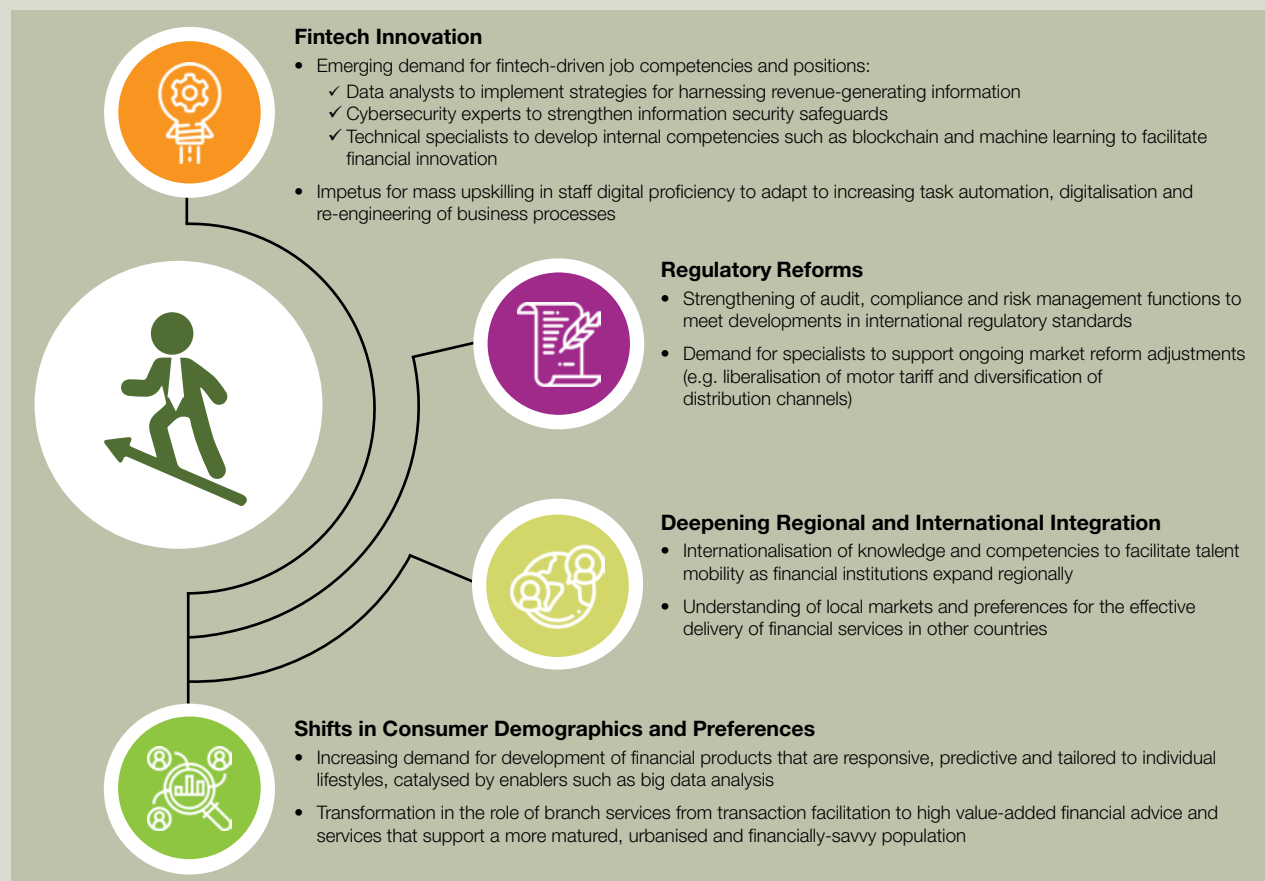 Fintech Innovation
• Emerging demand for fintech-driven job competencies and positions:
✓ Data analysts to implement strategies for harnessing revenue-generating information
✓ Cybersecurity experts to strengthen information security safeguards
✓ Technical specialists to develop internal competencies such as blockchain and machine learning to facilitate
financial innovation
• Impetus for mass upskilling in staff digital proficiency to adapt to increasing task automation, digitalisation and
re-engineering of business processes
Regulatory Reforms
• Strengthening of audit, compliance and risk management functions to
meet developments in international regulatory standards
• Demand for specialists to support ongoing market reform adjustments
(e.g. liberalisation of motor tariff and diversification of
distribution channels)
Deepening Regional and International Integration
• Internationalisation of knowledge and competencies to facilitate talent
mobility as financial institutions expand regionally
• Understanding of local markets and preferences for the effective
delivery of financial services in other countries
Shifts in Consumer Demographics and Preferences
• Increasing demand for development of financial products that are responsive, predictive and tailored to individual
lifestyles, catalysed by enablers such as big data analysis
• Transformation in the role of branch services from transaction facilitation to high value-added financial advice and
services that support a more matured, urbanised and financially-savvy population